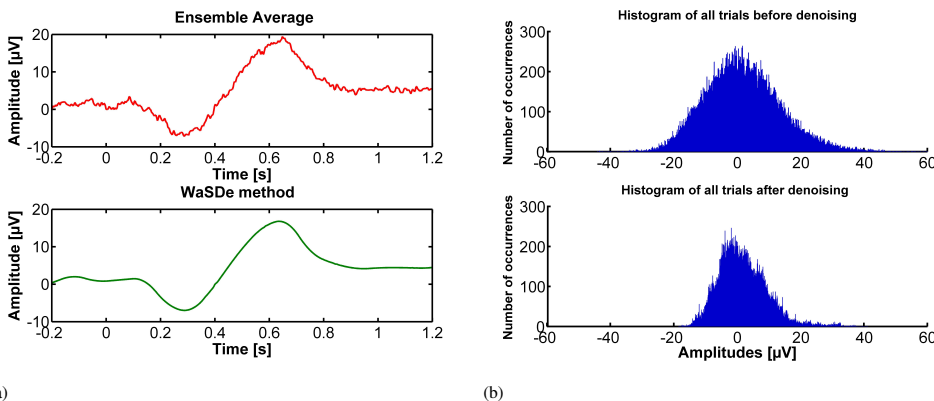 Ensemble Average
20
10
0
-10
Amplitude [µV]
-0.2 0 0.2 0.4 0.6 0.8 1 1.2
Time [s]
WaSDe method
20
10
0
-10
Amplitude [µV]
-0.2 0 0.2 0.4 0.6 0.8 1 1.2
Time [s]
)
Histogram of all trials before denoising
300
200
100
0
Number of occurrences
-60 -40 -20 0 20 40 60
Histogram of all trials after denoising
300
200
100
0
Number of occurrences
-60 -40 -20 0 20 40 60
Amplitudes [µV]
(b)